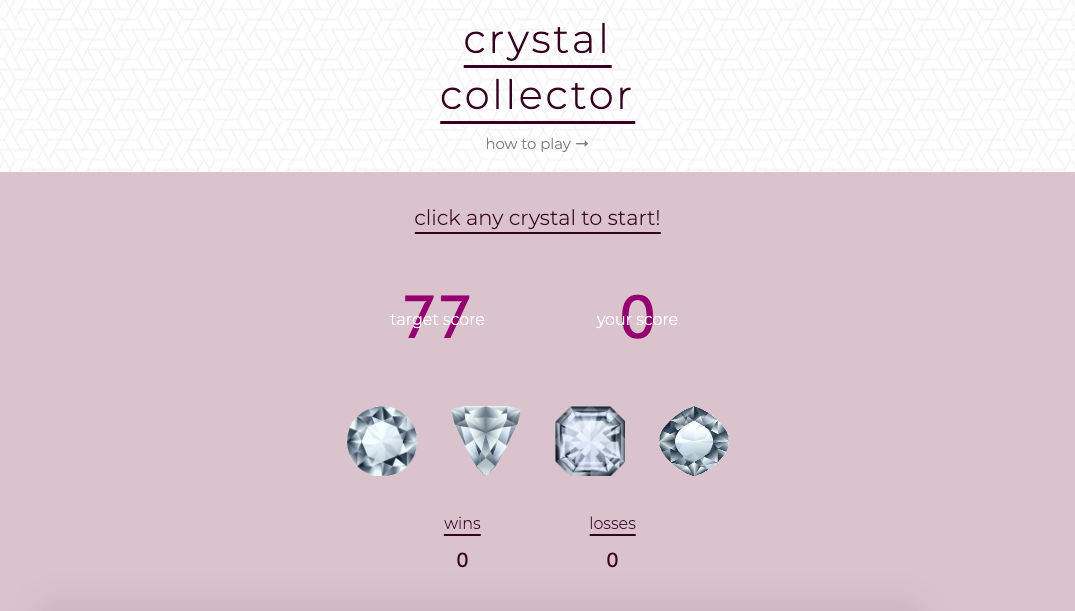 crystal
collector
how to play →
click any crystal to start!
77 0
target score your score
wins losses
0 0